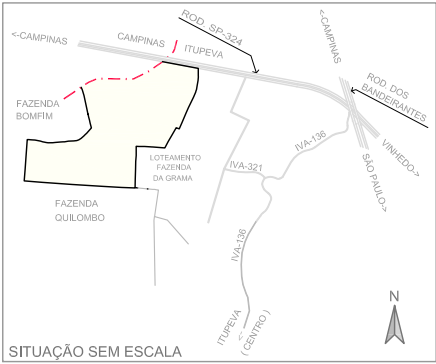 <-CAMPINAS
CAMPINAS
ITUPEVA
ROD. SP-324
<-CAMPINAS
ROD. DOS
BANDEIRANTES
FAZENDA
BOMFIM
LOTEAMENTO
FAZENDA
DA GRAMA
IVA-136
IVA-321
VINHEDO->
SÃO PAULO->
FAZENDA
QUILOMBO
IVA-136
ITUPEVA
<-
( CENTRO )
N
SITUAÇÃO SEM ESCALA